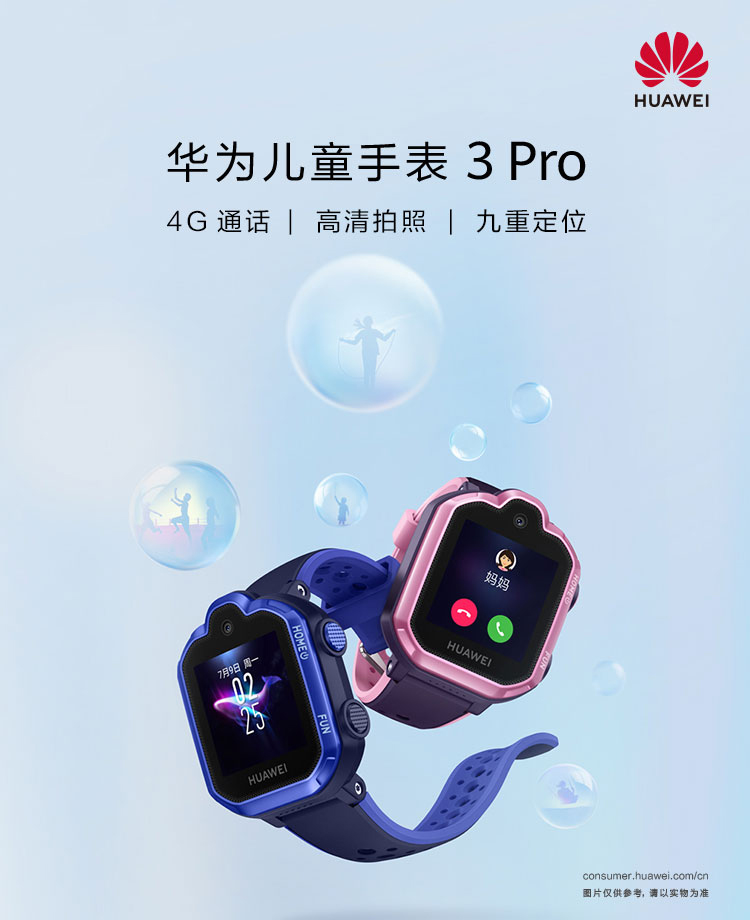 HUAWEI
华为儿童手表 3 Pro
4G 通话 | 高清拍照 | 九重定位
妈妈
HOME
FUN
HUAWEI
HOME
7月9日 周一
02
25
FUN
HUAWEI
consumer.huawei.com/cn
图片仅供参考, 请以实物为准